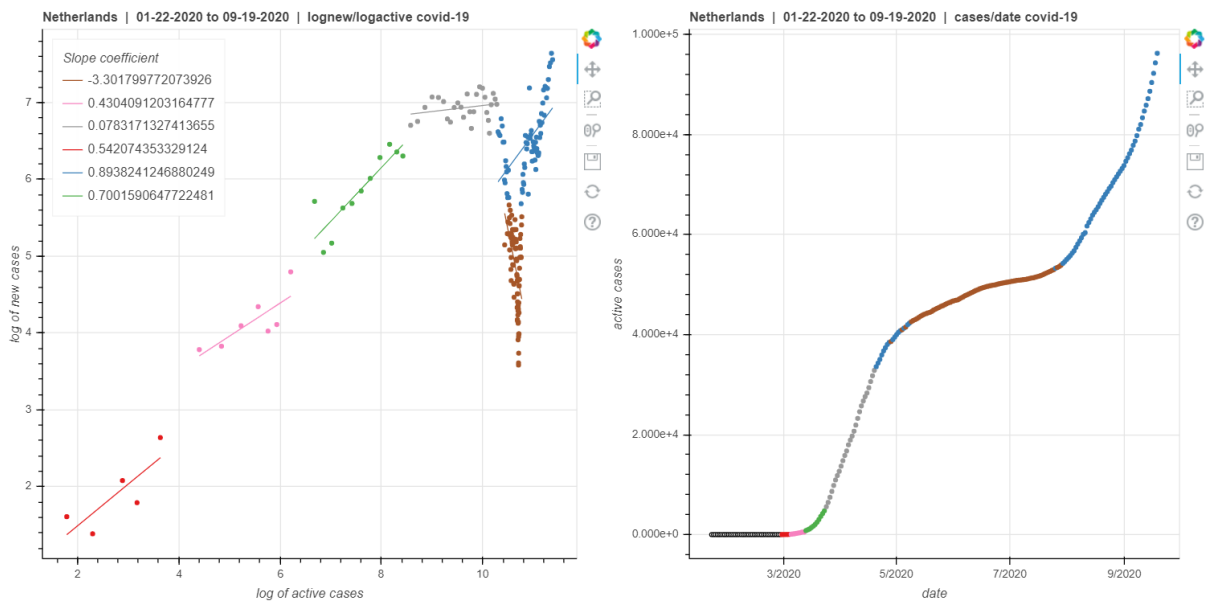 Netherlands | 01-22-2020 to 09-19-2020 | lognew/logactive covid-19
Slope coefficient
-3.301799772073926
0.4304091203164777
0.0783171327413655
0.542074353329124
0.8938241246880249
0.7001590647722481
7
6
5
4
3
2
log of new cases
2
4
6
8
10
log of active cases
Netherlands | 01-22-2020 to 09-19-2020 | cases/date covid-19
1.000e+5
8.000e+4
6.000e+4
4.000e+4
2.000e+4
0.000e+0
active cases
3/2020
5/2020
7/2020
9/2020
date